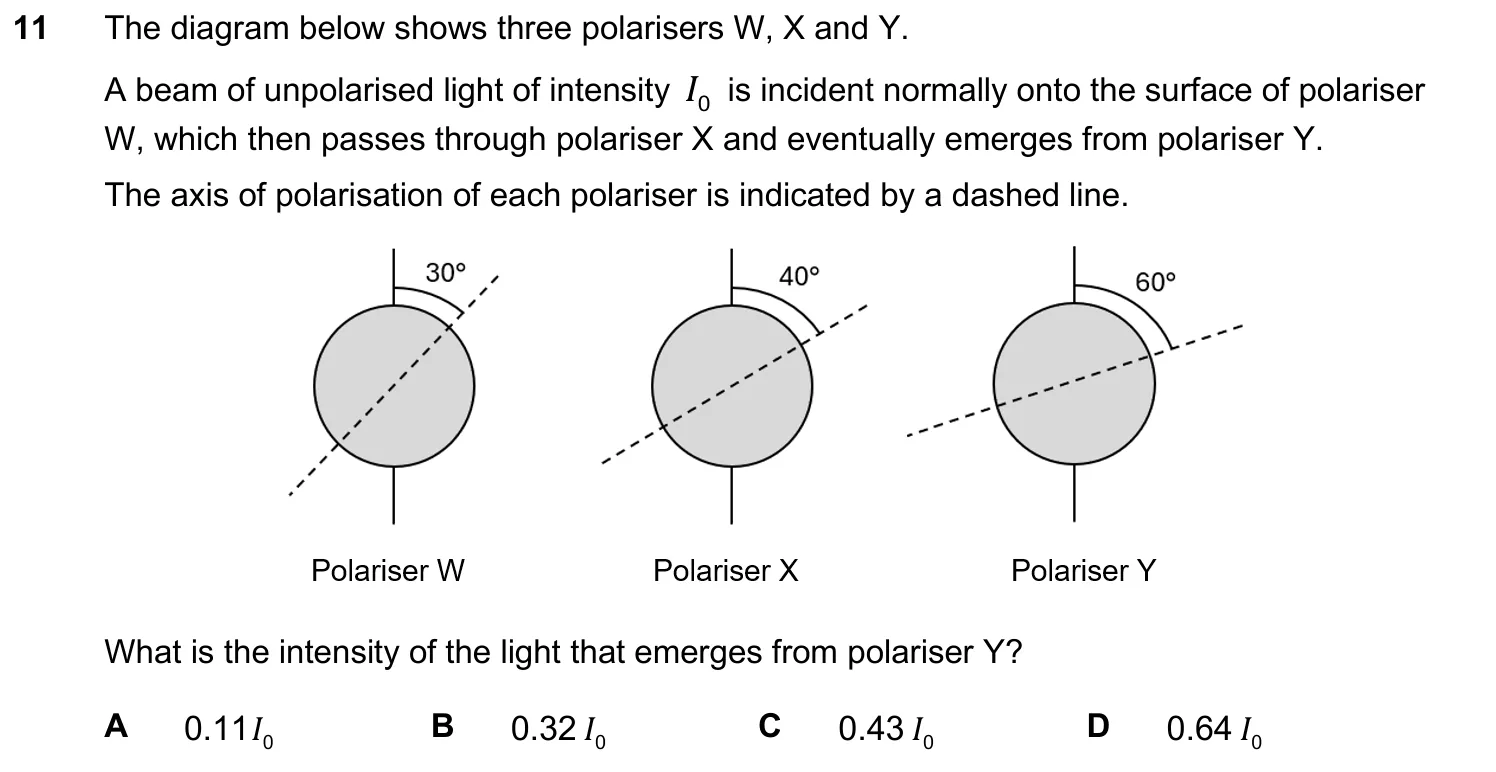 11 The diagram below shows three polarisers W, X and Y.
A beam of unpolarised light of intensity I₀ is incident normally onto the surface of polariser
W, which then passes through polariser X and eventually emerges from polariser Y.
The axis of polarisation of each polariser is indicated by a dashed line.
30° 40° 60°
Polariser W Polariser X Polariser Y
What is the intensity of the light that emerges from polariser Y?
A 0.11 I₀ B 0.32 I₀ C 0.43 I₀ D 0.64 I₀